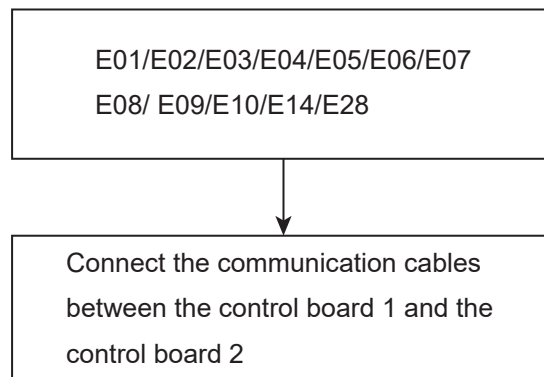 E01/E02/E03/E04/E05/E06/E07
E08/ E09/E10/E14/E28
Connect the communication cables
between the control board 1 and the
control board 2